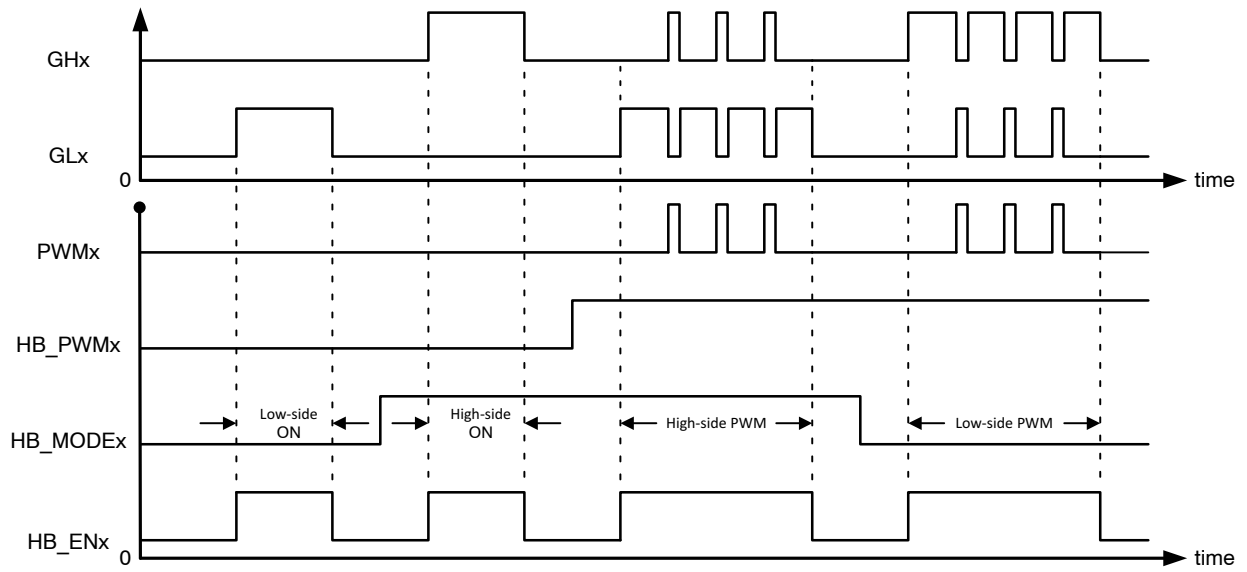 GHx
GLx
0
time
PWMx
HB_PWMx
HB_MODEx
Low-side
ON
High-side
ON
High-side PWM
Low-side PWM
HB_ENx
0
time